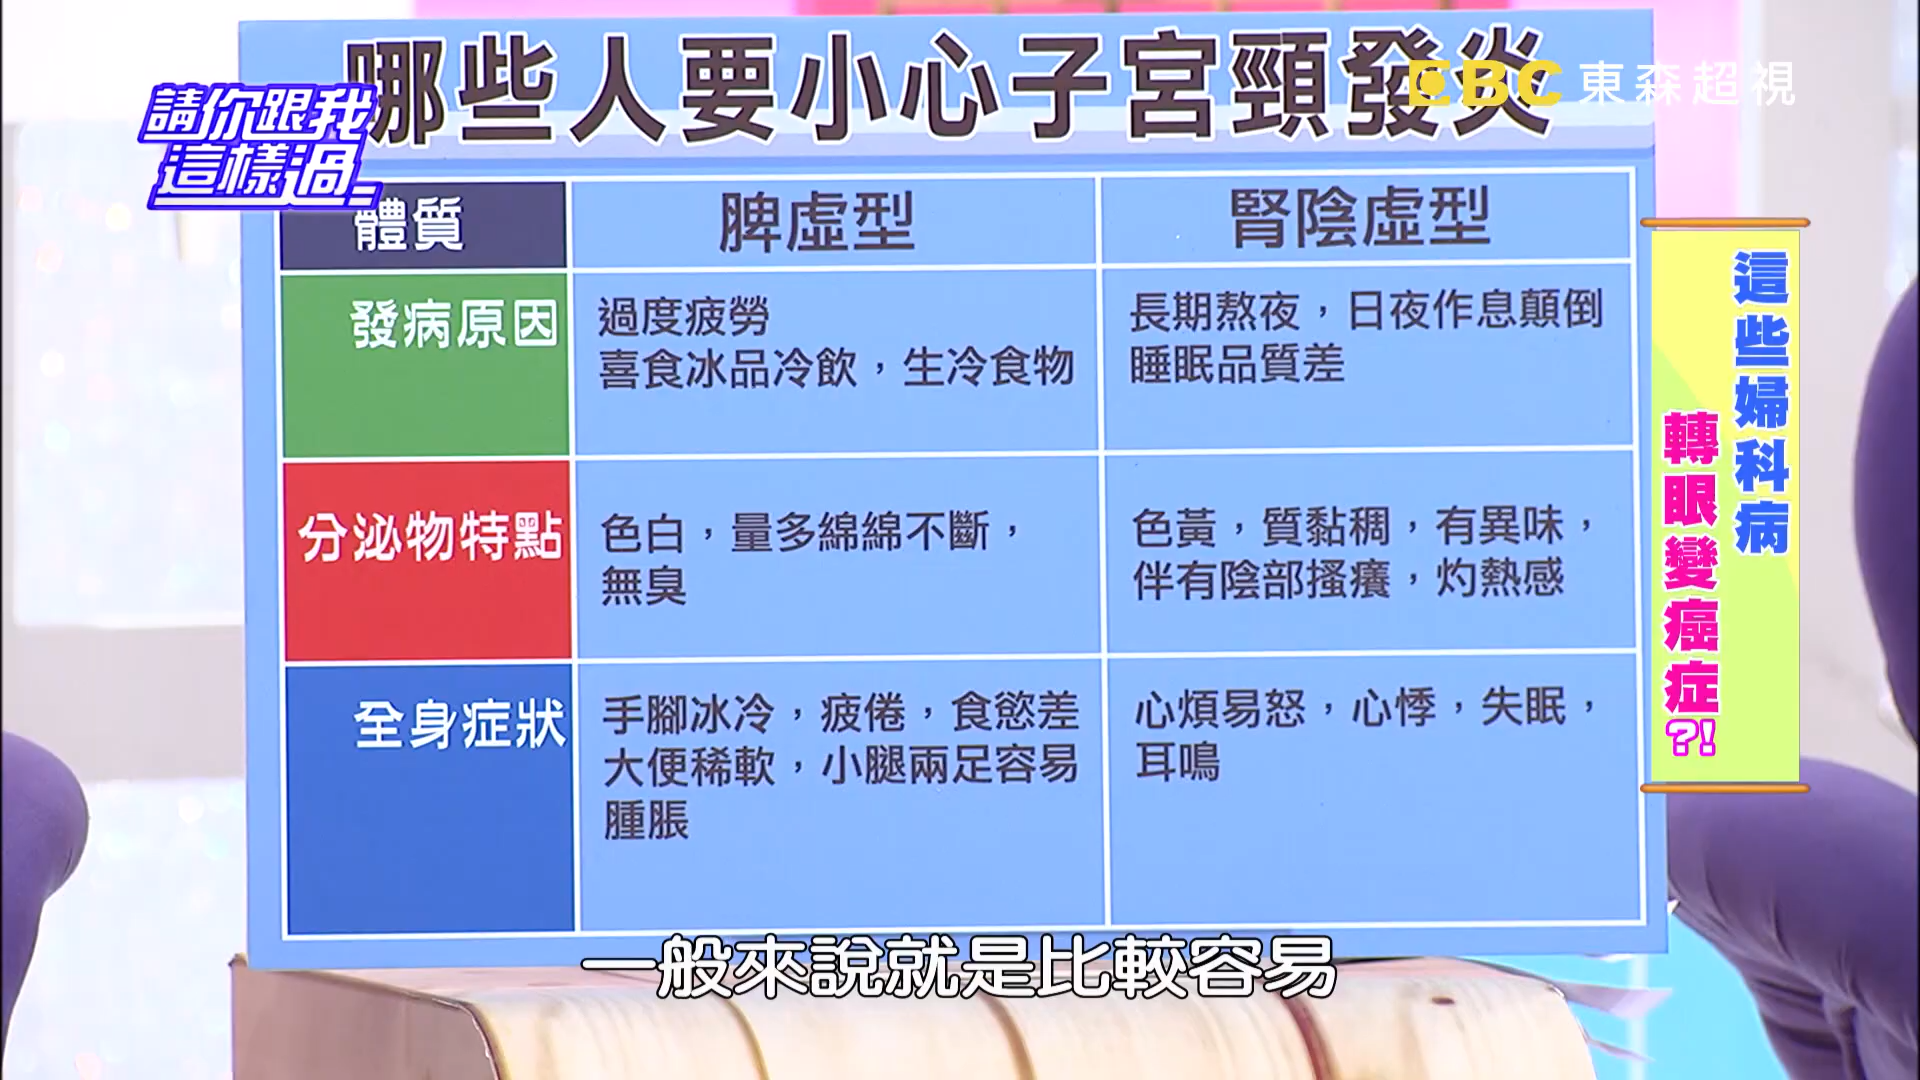 哪些人要小心子宮頸發炎
EBC 東森超視
請你跟我
這樣過
體質
脾虛型
腎陰虛型
發病原因
過度疲勞
喜食冰品冷飲，生冷食物
長期熬夜，日夜作息顛倒
睡眠品質差
分泌物特點
色白，量多綿綿不斷，
無臭
色黃，質黏稠，有異味，
伴有陰部搔癢，灼熱感
全身症狀
手腳冰冷，疲倦，食慾差
大便稀軟，小腿兩足容易
腫脹
心煩易怒，心悸，失眠，
耳鳴
這些婦科病
轉眼變癌症?!
一般來說就是比較容易